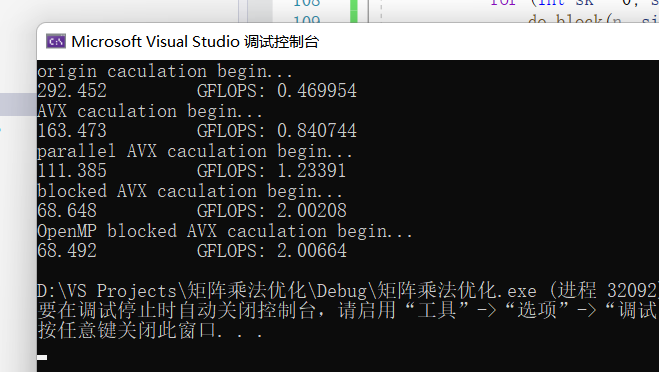 108
for (int sk = 0; s
109
do_block(n, si
Microsoft Visual Studio 调试控制台
origin caculation begin...
292.452 GFLOPS: 0.469954
AVX caculation begin...
163.473 GFLOPS: 0.840744
parallel AVX caculation begin...
111.385 GFLOPS: 1.23391
blocked AVX caculation begin...
68.648 GFLOPS: 2.00208
OpenMP blocked AVX caculation begin...
68.492 GFLOPS: 2.00664
D:\VS Projects\矩阵乘法优化\Debug\矩阵乘法优化.exe (进程 32092)
要在调试停止时自动关闭控制台，请启用“工具”->“选项”->“调试
按任意键关闭此窗口. . .